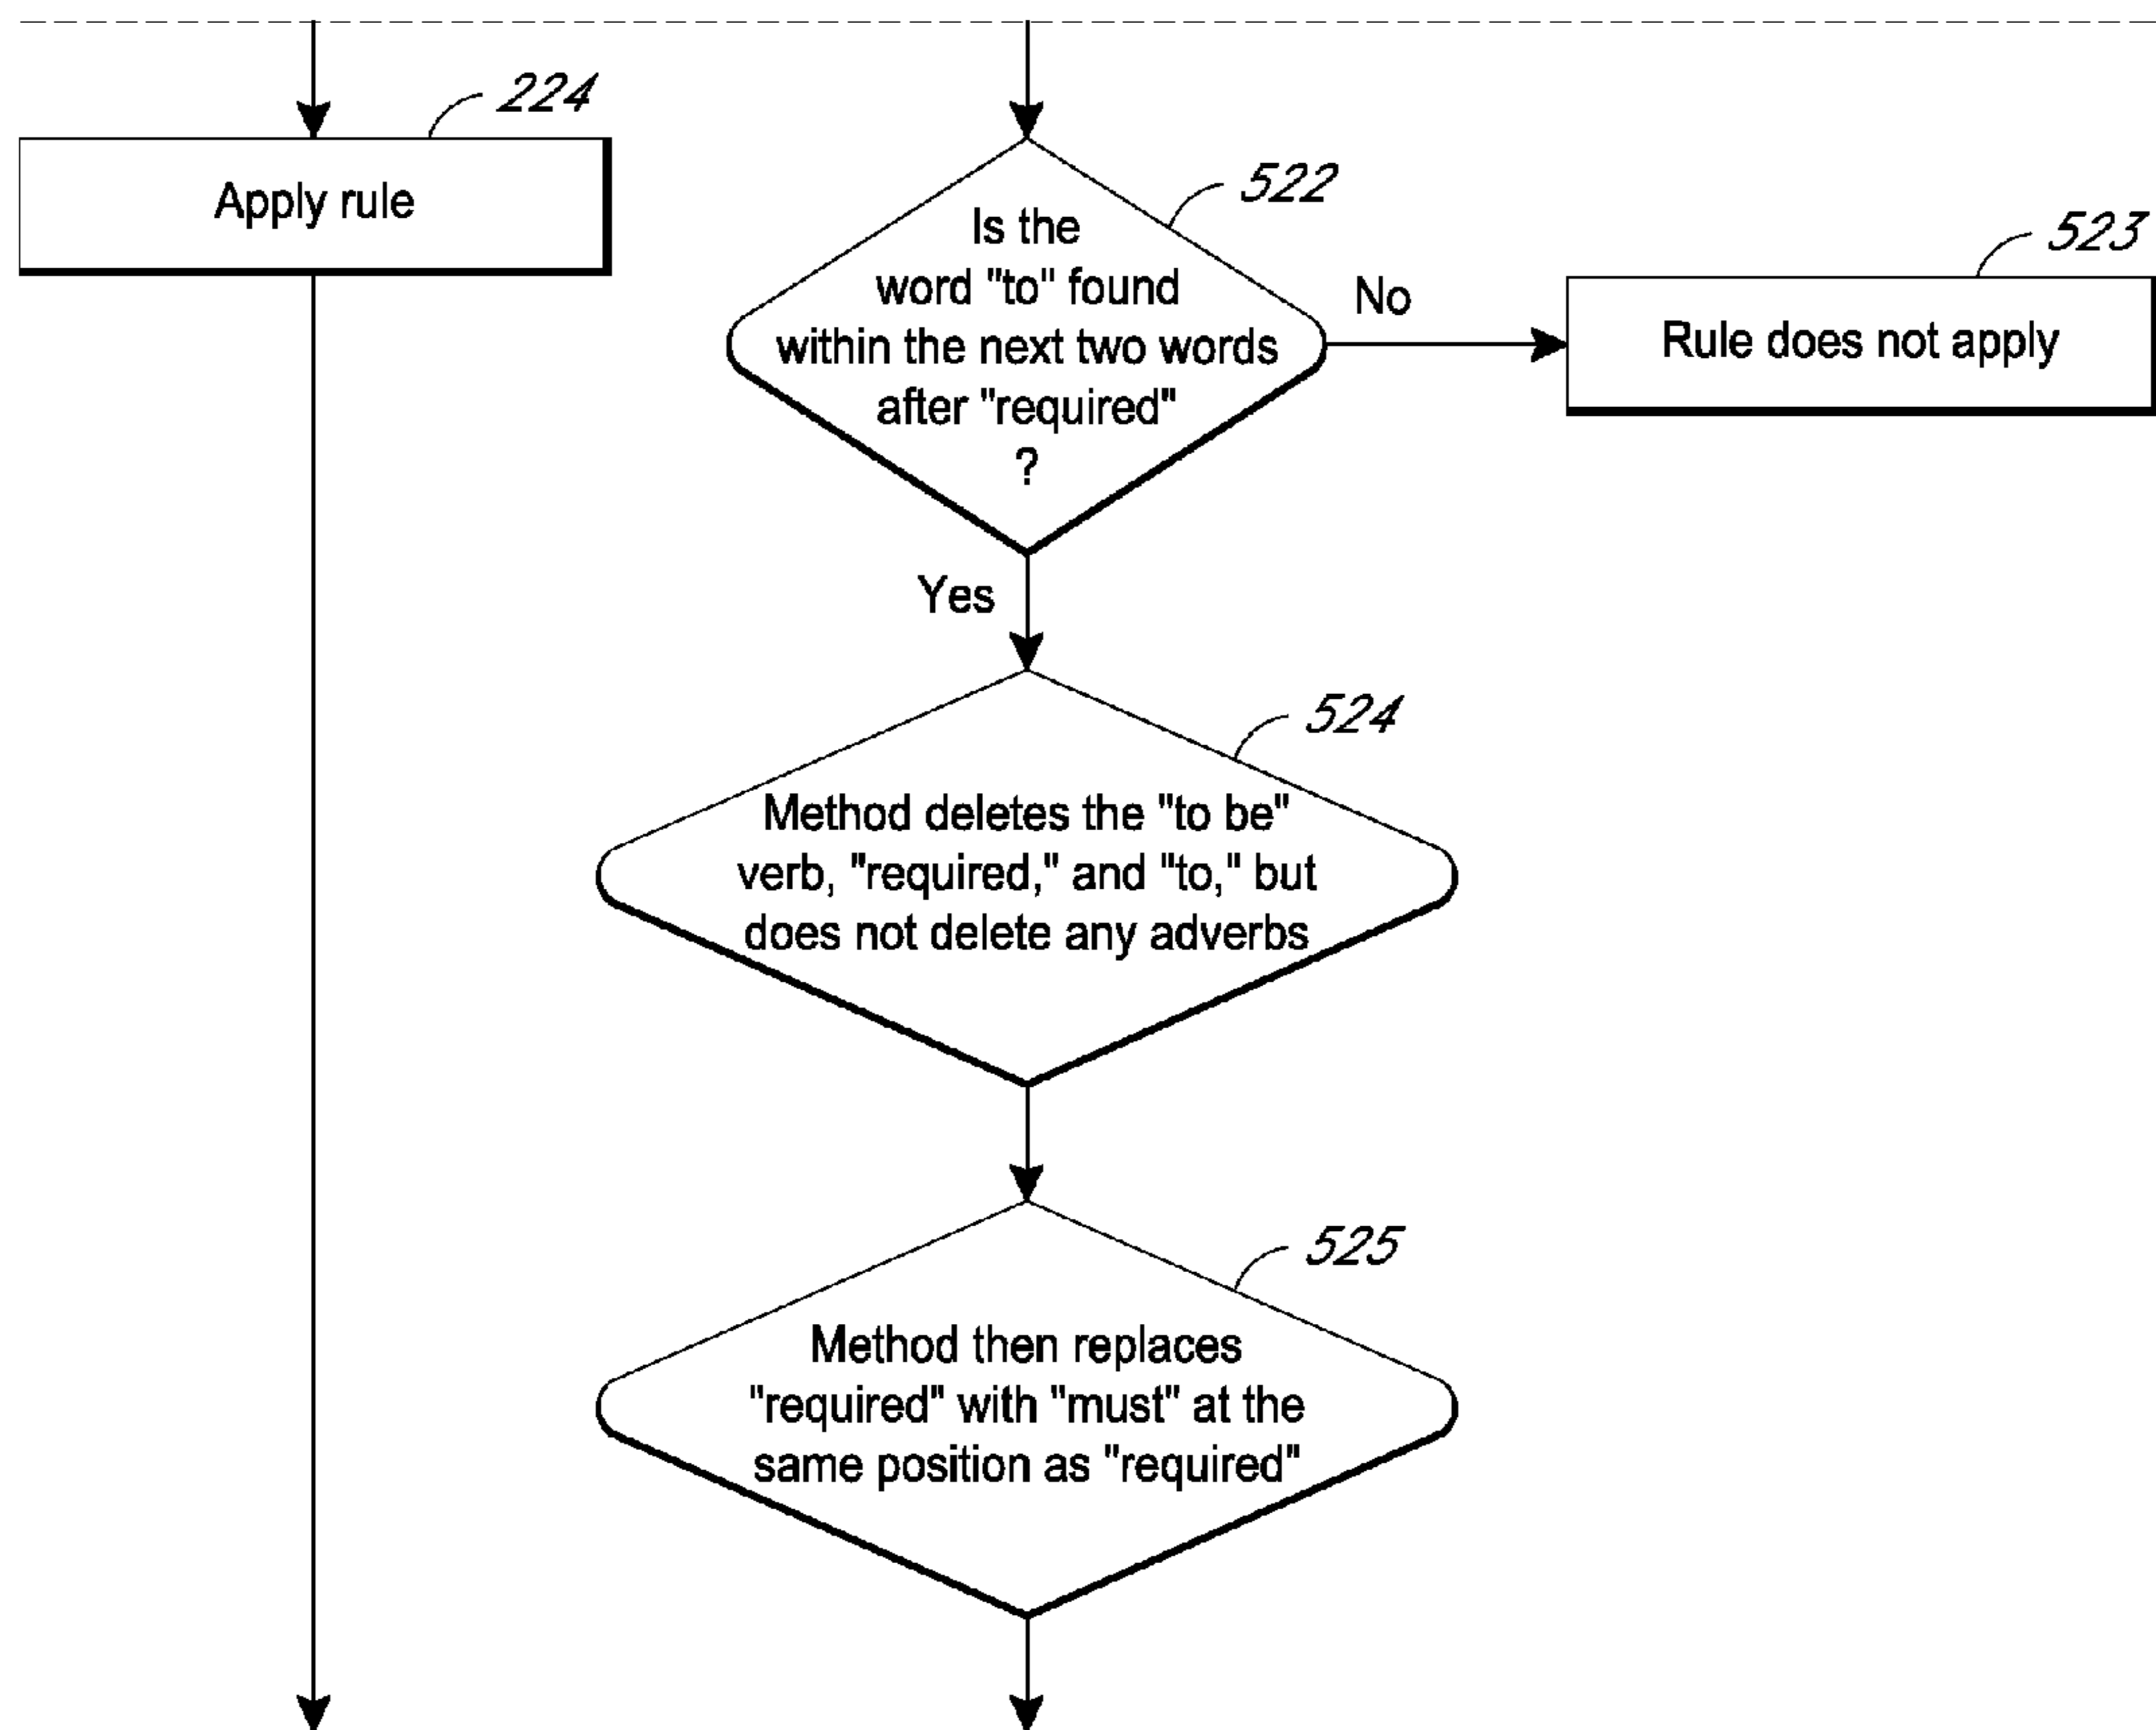 224
Apply rule
522
Is the
word "to" found
within the next two words
after "required"
?
No
523
Rule does not apply
Yes
524
Method deletes the "to be"
verb, "required," and "to," but
does not delete any adverbs
525
Method then replaces
"required" with "must" at the
same position as "required"